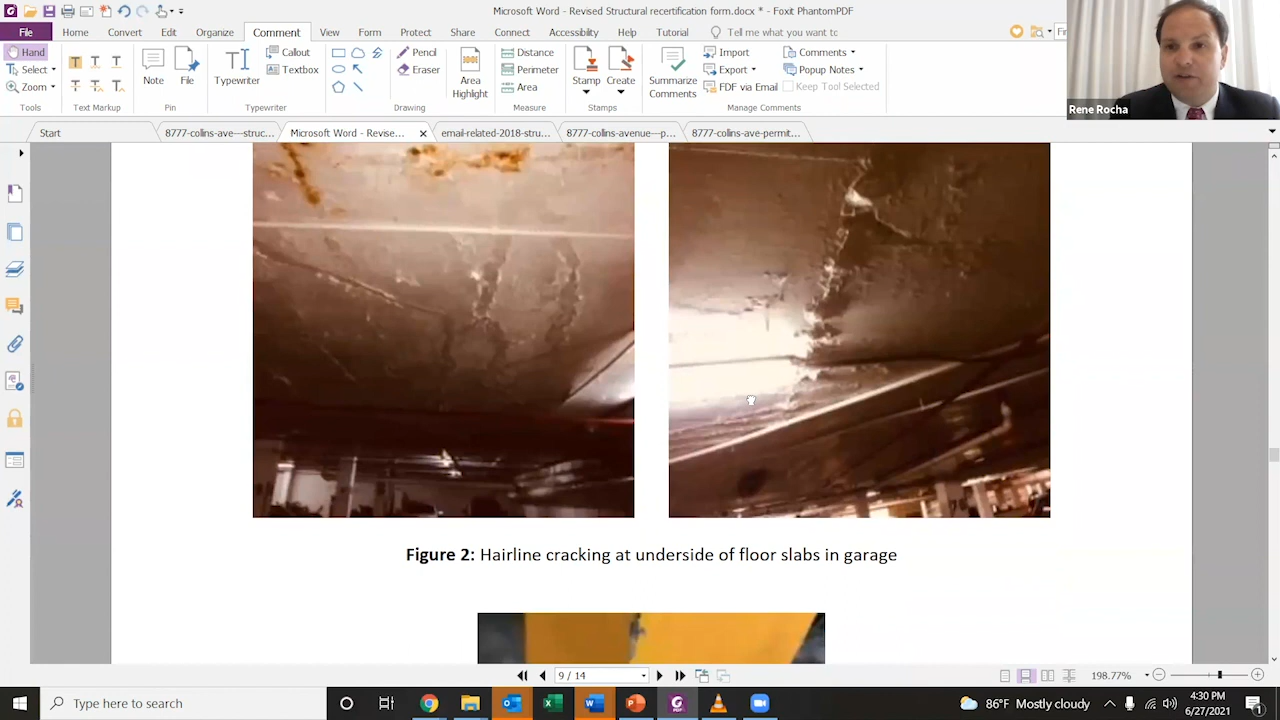 Microsoft Word - Revised Structural recertification form.docx * - Foxit PhantomPDF
File Home Convert Edit Organize Comment View Form Protect Share Connect Accessibility Help Tutorial Tell me what you want to
Hand
Select
Zoom
Tools
Text Markup
Note
File
Pin
Typewriter
Callout
Textbox
Typewriter
Pencil
Eraser
Drawing
Area
Highlight
Distance
Perimeter
Area
Measure
Stamp
Create
Stamps
Summarize
Comments
Import
Export
FDF via Email
Comments
Popup Notes
Keep Tool Selected
Manage Comments
Rene Rocha
Start
8777-colins-ave---struc...
Microsoft Word - Revise...
email-related-2018-stru...
8777-collins-avenue---p...
8777-collins-ave-permit...
Figure 2: Hairline cracking at underside of floor slabs in garage
9 / 14
198.77%
Type here to search
86°F Mostly cloudy
4:30 PM
6/27/2021